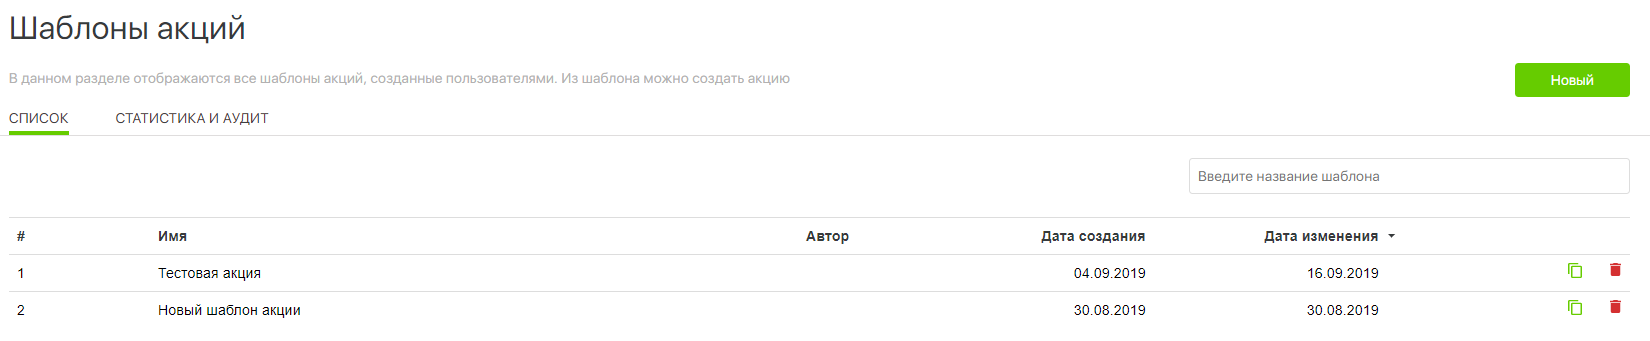 Шаблоны акций
В данном разделе отображаются все шаблоны акций, созданные пользователями. Из шаблона можно создать акцию
Новый
СПИСОК СТАТИСТИКА И АУДИТ
Введите название шаблона
# Имя Автор Дата создания Дата изменения
1 Тестовая акция 04.09.2019 16.09.2019
2 Новый шаблон акции 30.08.2019 30.08.2019